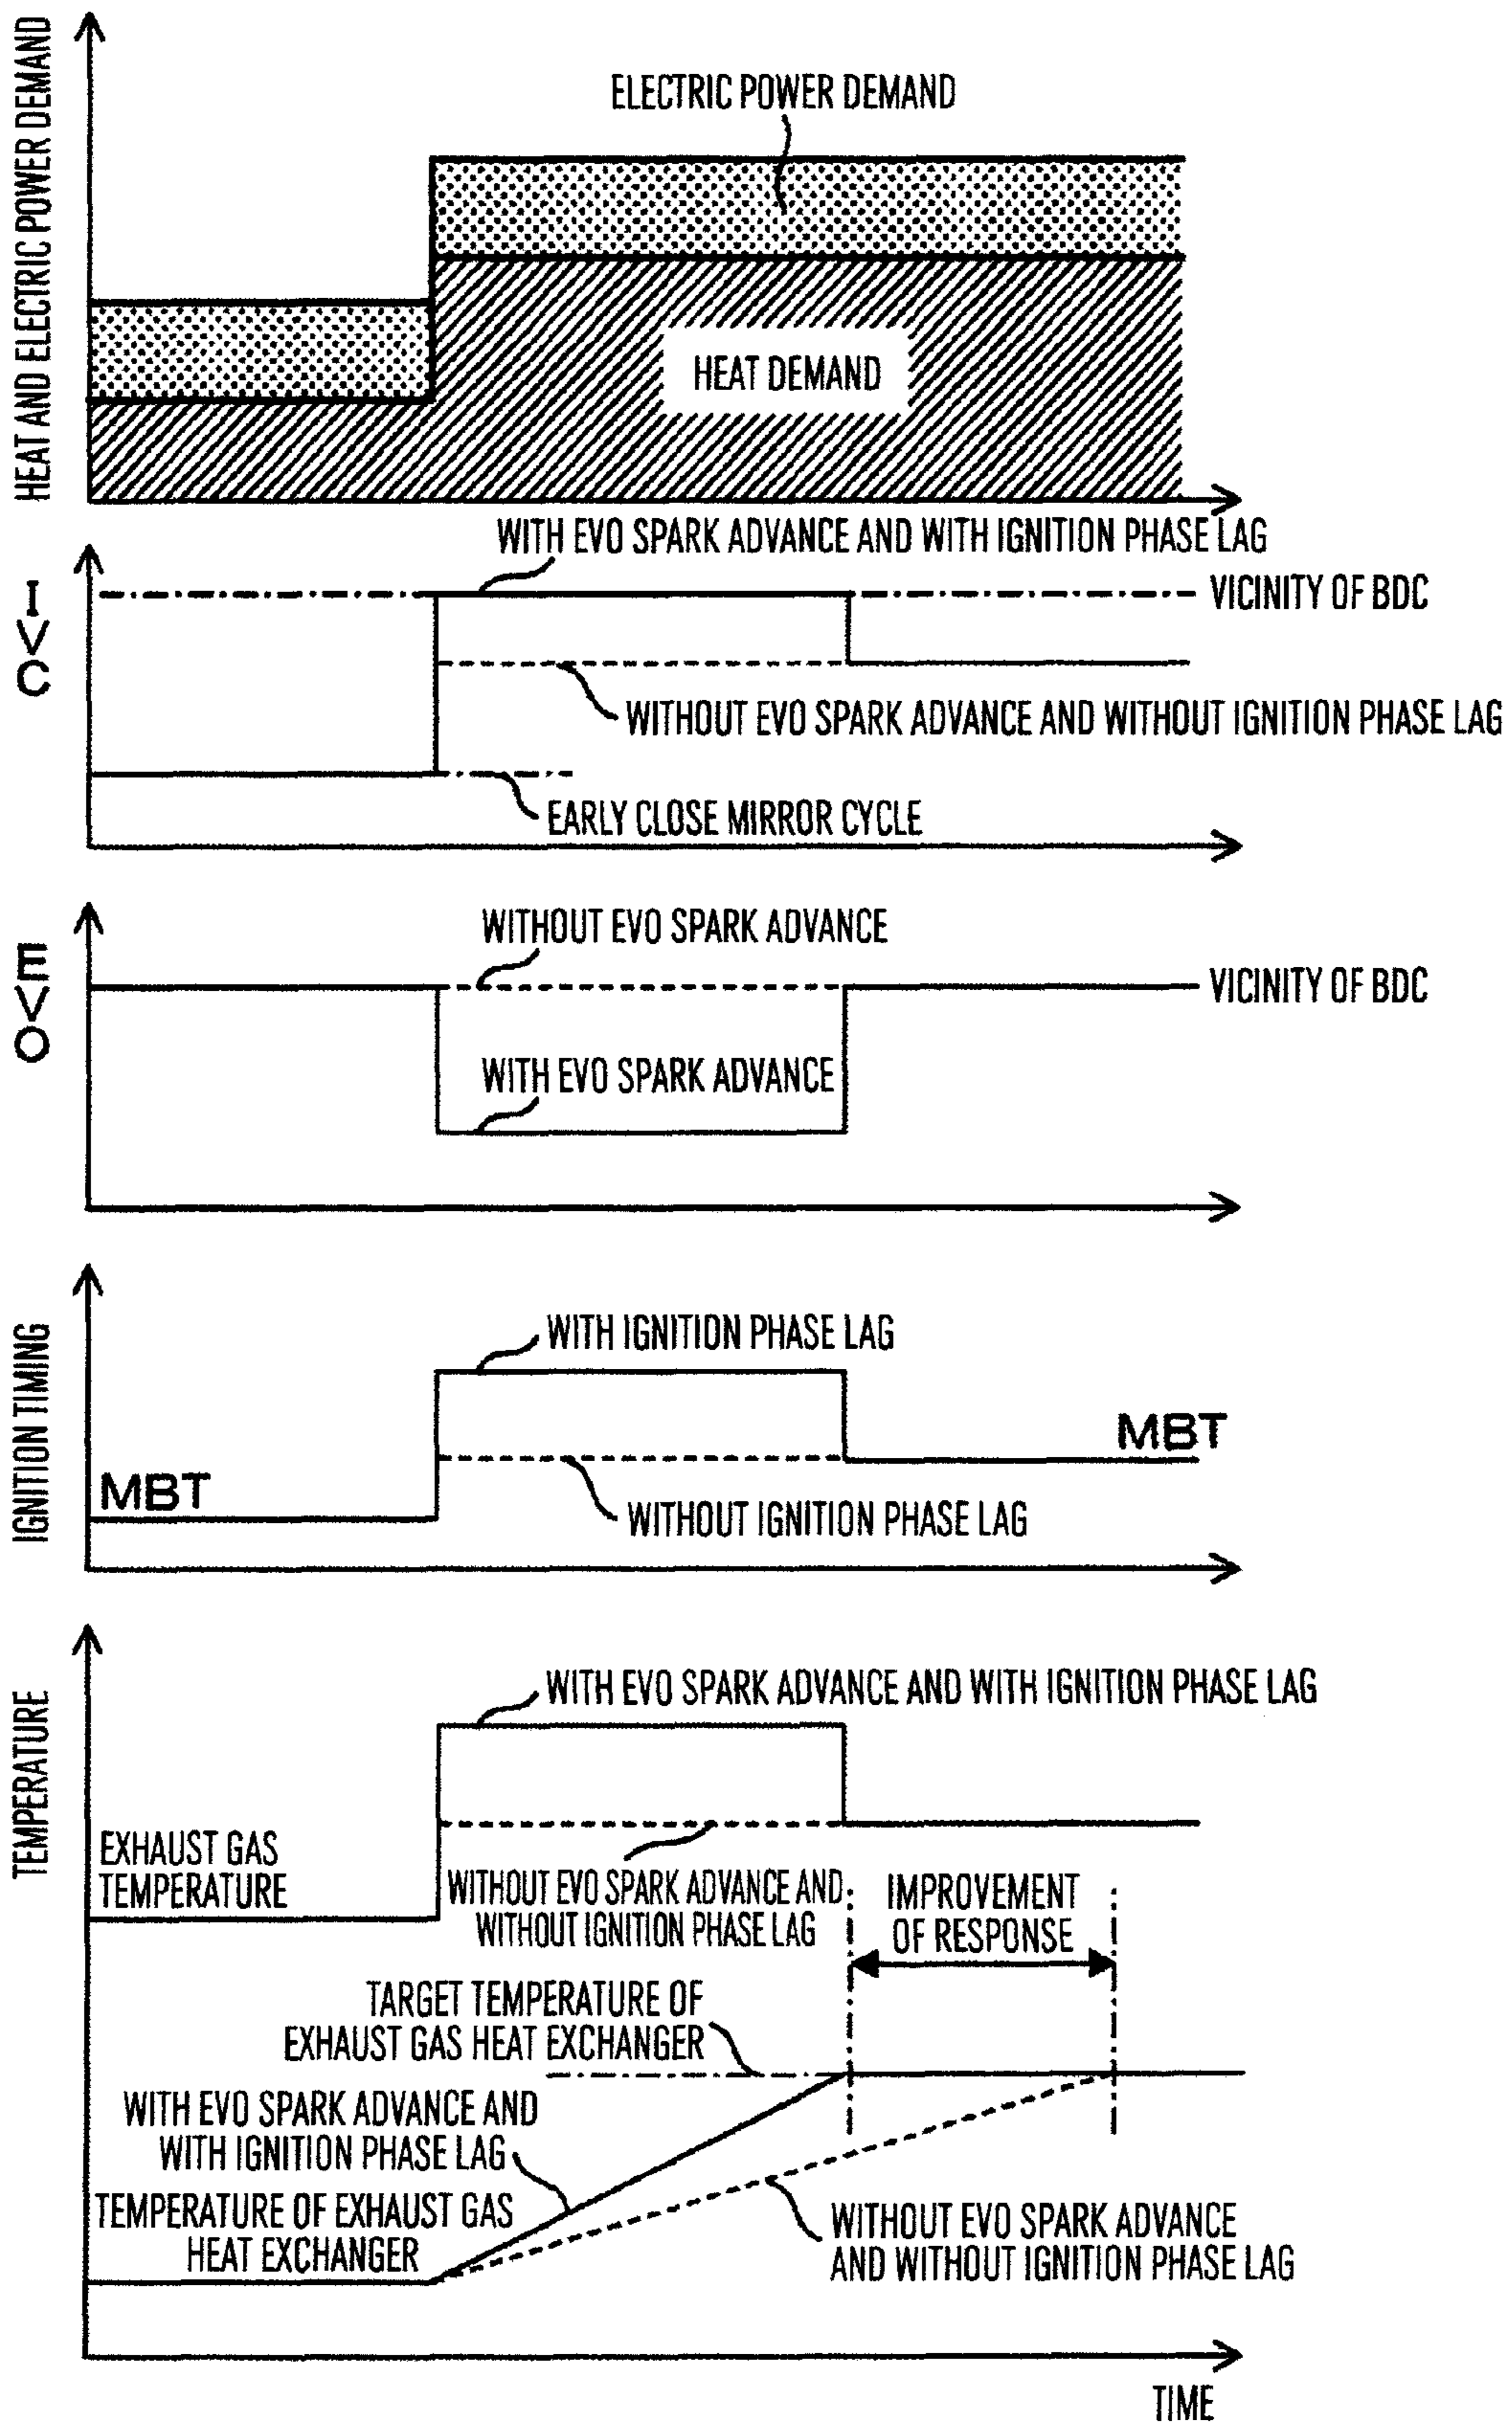 HEAT AND ELECTRIC POWER DEMAND
ELECTRIC POWER DEMAND
HEAT DEMAND
IVC
WITH EVO SPARK ADVANCE AND WITH IGNITION PHASE LAG
VICINITY OF BDC
WITHOUT EVO SPARK ADVANCE AND WITHOUT IGNITION PHASE LAG
EARLY CLOSE MIRROR CYCLE
EVO
WITHOUT EVO SPARK ADVANCE
VICINITY OF BDC
WITH EVO SPARK ADVANCE
IGNITION TIMING
WITH IGNITION PHASE LAG
MBT
MBT
WITHOUT IGNITION PHASE LAG
TEMPERATURE
WITH EVO SPARK ADVANCE AND WITH IGNITION PHASE LAG
EXHAUST GAS
TEMPERATURE
WITHOUT EVO SPARK ADVANCE AND
WITHOUT IGNITION PHASE LAG
IMPROVEMENT
OF RESPONSE
TARGET TEMPERATURE OF
EXHAUST GAS HEAT EXCHANGER
WITH EVO SPARK ADVANCE AND
WITH IGNITION PHASE LAG
TEMPERATURE OF EXHAUST GAS
HEAT EXCHANGER
WITHOUT EVO SPARK ADVANCE
AND WITHOUT IGNITION PHASE LAG
TIME